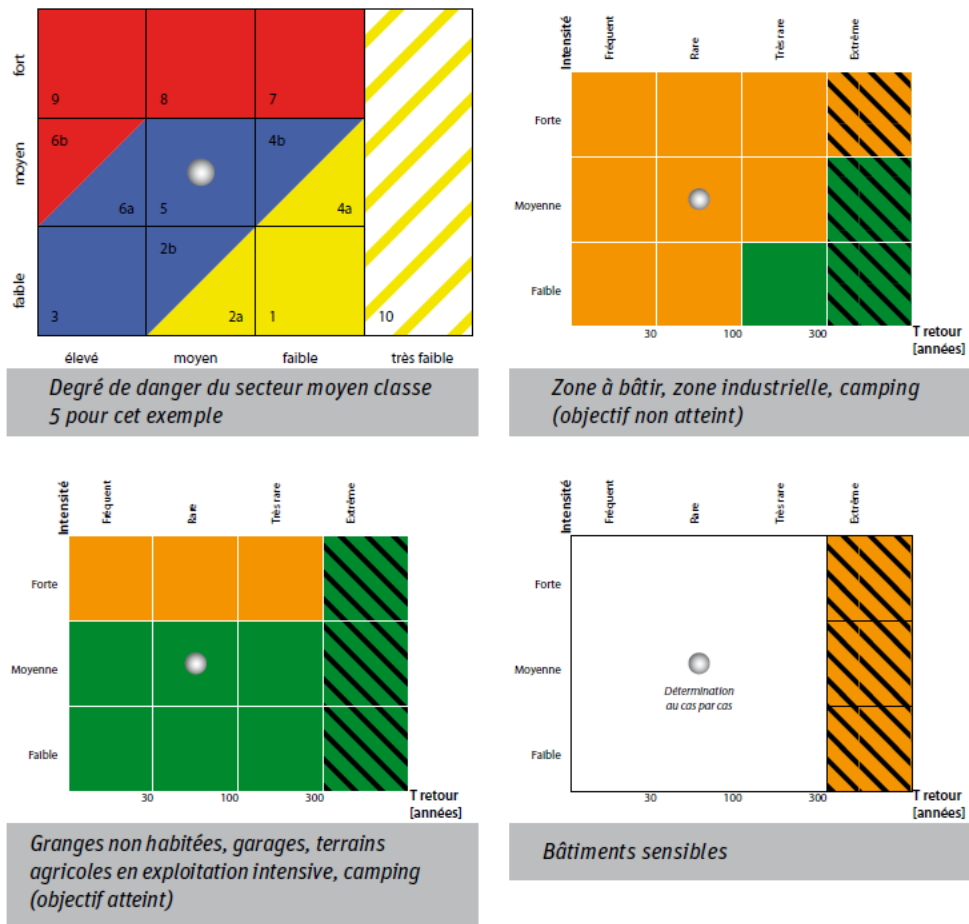 fort
9
8
7
moyen
6b
6a
5
4b
4a
faible
3
2b
2a
1
10
élevé
moyen
faible
très faible
Degré de danger du secteur moyen classe
5 pour cet exemple
Intensité
Fréquent
Rare
Très rare
Extrême
Forte
Moyenne
Faible
30
100
300
T retour
[années]
Zone à bâtir, zone industrielle, camping
(objectif non atteint)
Intensité
Fréquent
Rare
Très rare
Extrême
Forte
Moyenne
Faible
30
100
300
T retour
[années]
Granges non habitées, garages, terrains
agricoles en exploitation intensive, camping
(objectif atteint)
Intensité
Fréquent
Rare
Très rare
Extrême
Forte
Moyenne
Faible
Détermination
au cas par cas
30
100
300
T retour
[années]
Bâtiments sensibles